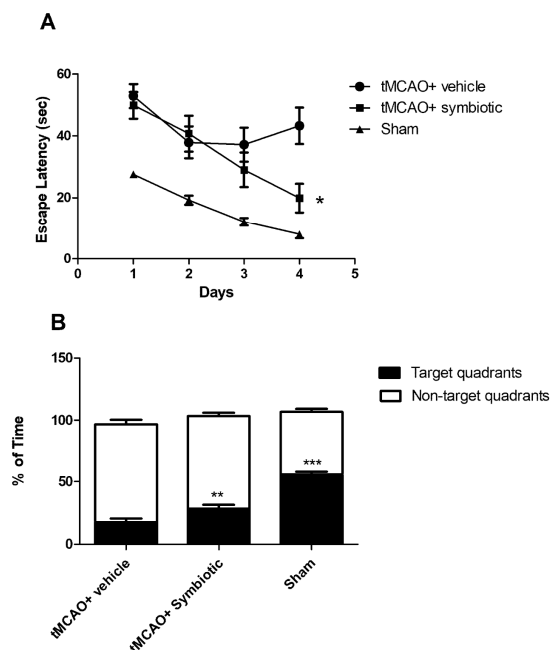 A
Escape Latency (sec)
60
40
20
0
0 1 2 3 4 5
Days
*
tMCAO+ vehicle
tMCAO+ symbiotic
Sham
B
% of Time
150
100
50
0
**
***
tMCAO+ vehicle
tMCAO+ Symbiotic
Sham
Target quadrants
Non-target quadrants